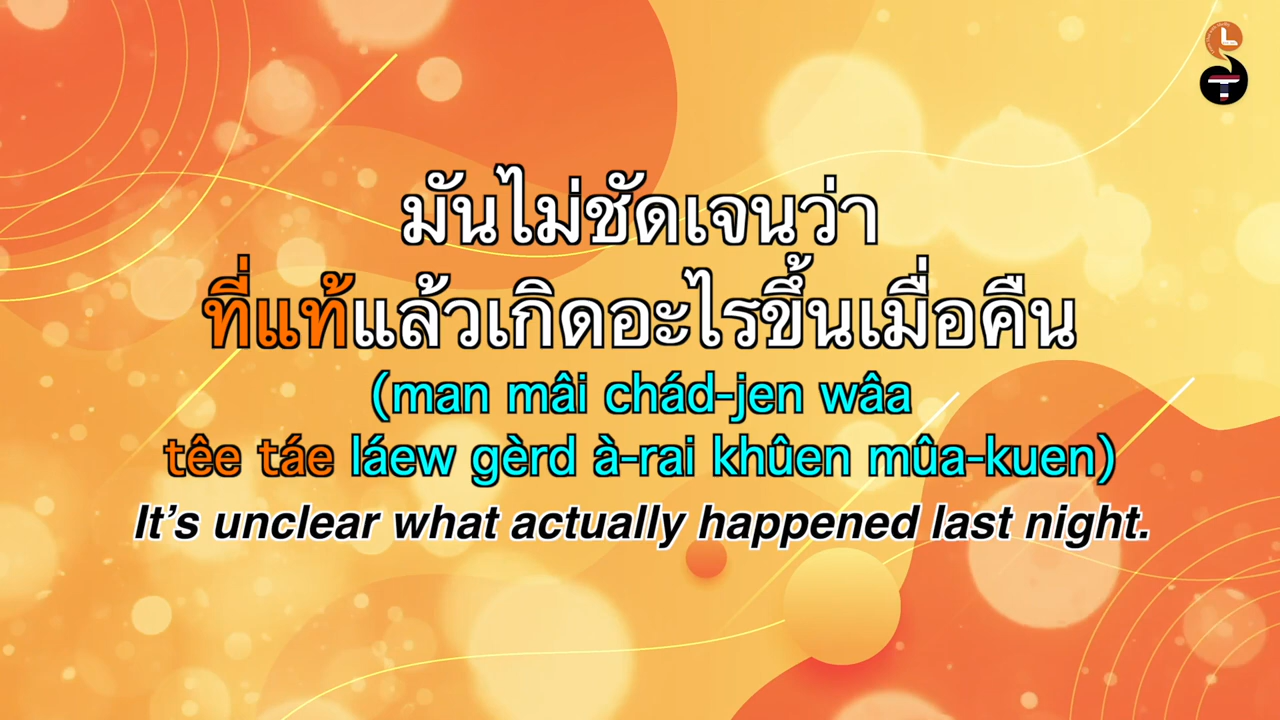 มันไม่ชัดเจนว่า
ที่แท้แล้วเกิดอะไรขึ้นเมื่อคืน
(man mâi chád-jen wâa
têe táe láew gèrd à-rai khûen mûa-kuen)
It's unclear what actually happened last night.